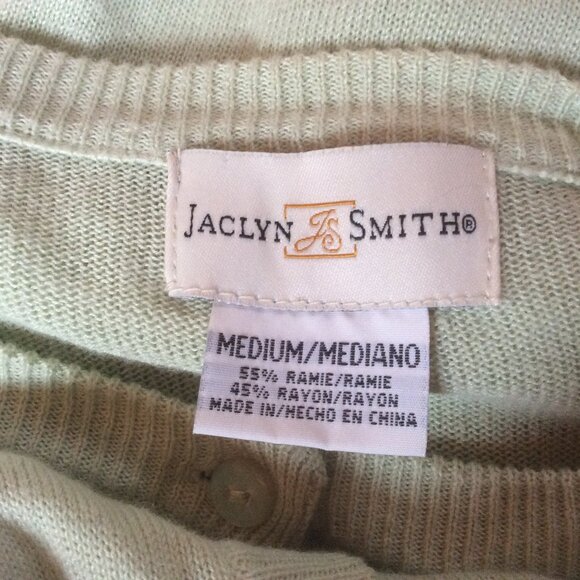 JACLYN JS SMITH®
MEDIUM/MEDIANO
55% RAMIE/RAMIE
45% RAYON/RAYON
MADE IN/HECHO EN CHINA